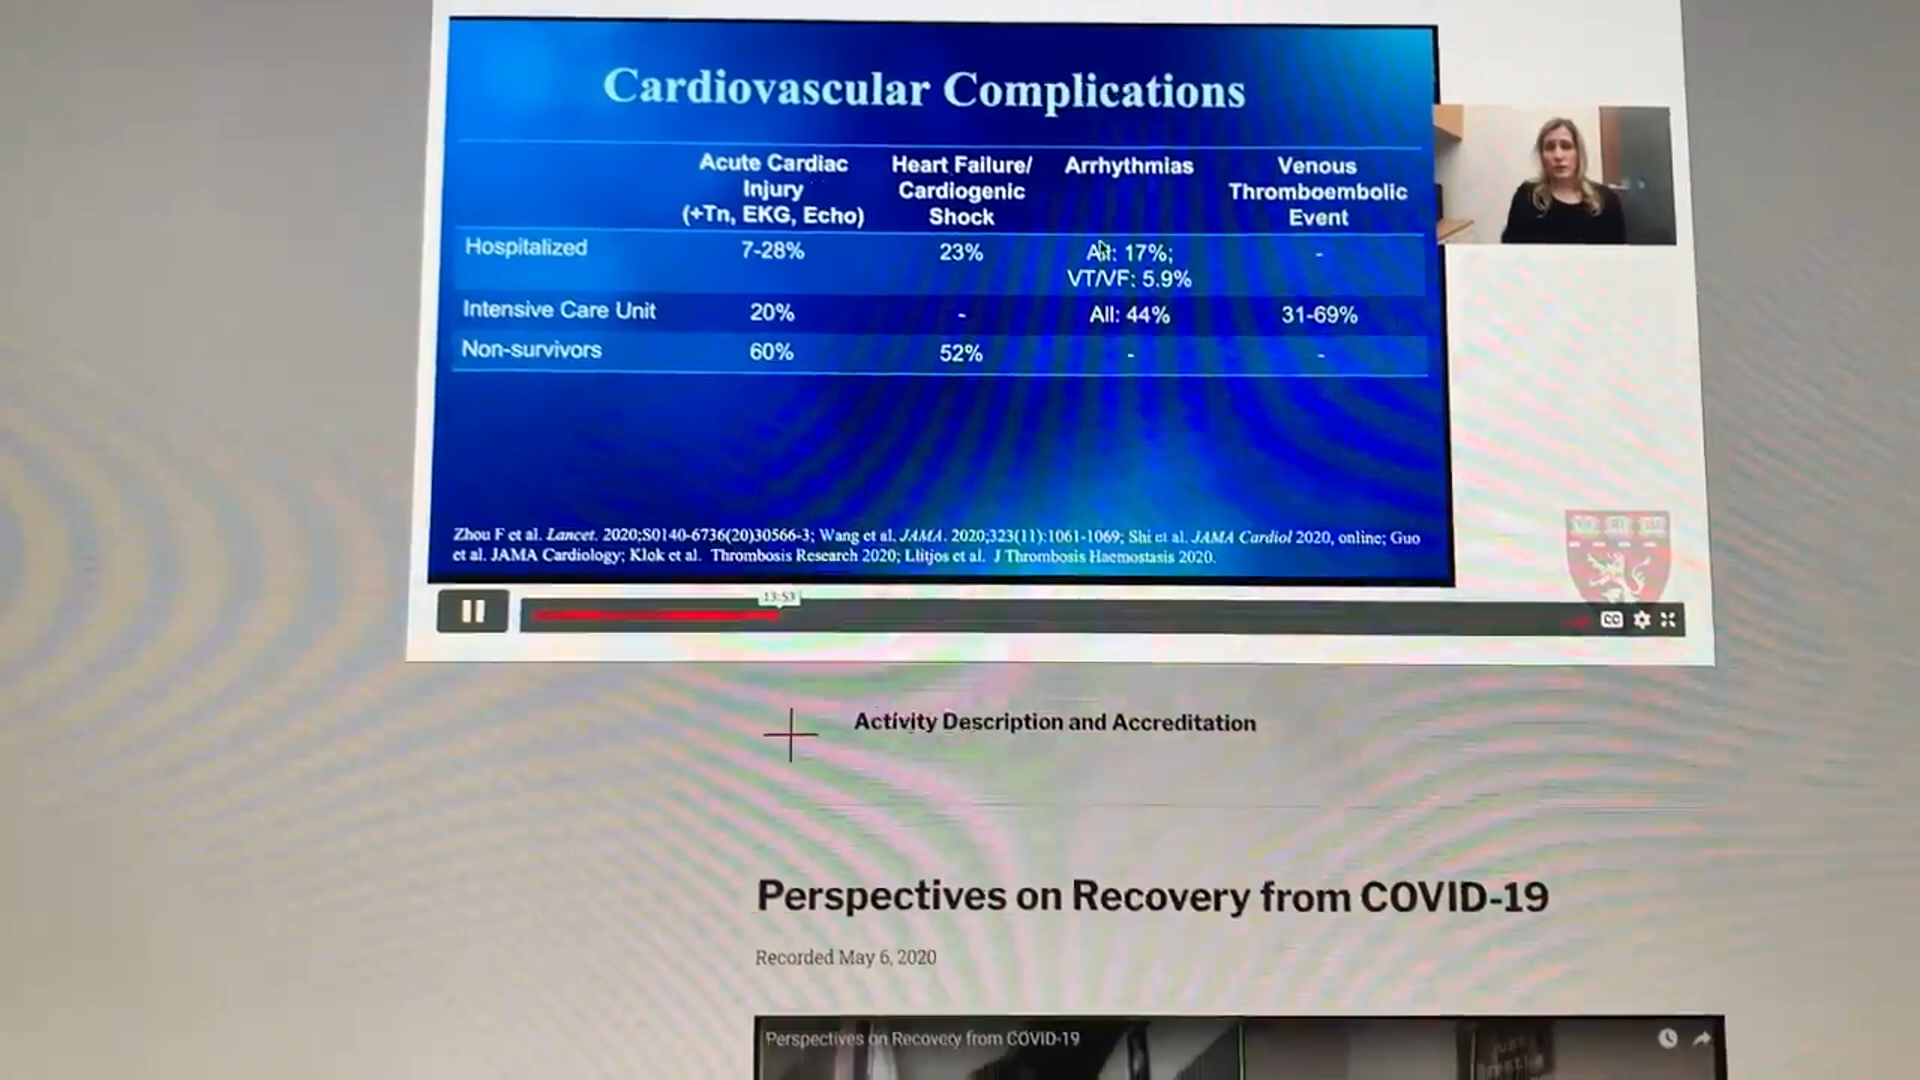 Cardiovascular Complications
Acute Cardiac Injury (+Tn, EKG, Echo)
Heart Failure/ Cardiogenic Shock
Arrhythmias
Venous Thromboembolic Event
Hospitalized 7-28% 23% All: 17%; VT/VF: 5.9% -
Intensive Care Unit 20% - All: 44% 31-69%
Non-survivors 60% 52% - -
Zhou F et al. Lancet. 2020;S0140-6736(20)30566-3; Wang et al. JAMA. 2020;323(11):1061-1069; Shi et al. JAMA Cardiol 2020, online; Guo
et al. JAMA Cardiology; Klok et al. Thrombosis Research 2020; Llitjos et al. J Thrombosis Haemostasis 2020.
13:53
CC
Activity Description and Accreditation
Perspectives on Recovery from COVID-19
Recorded May 6, 2020
Perspectives on Recovery from COVID-19